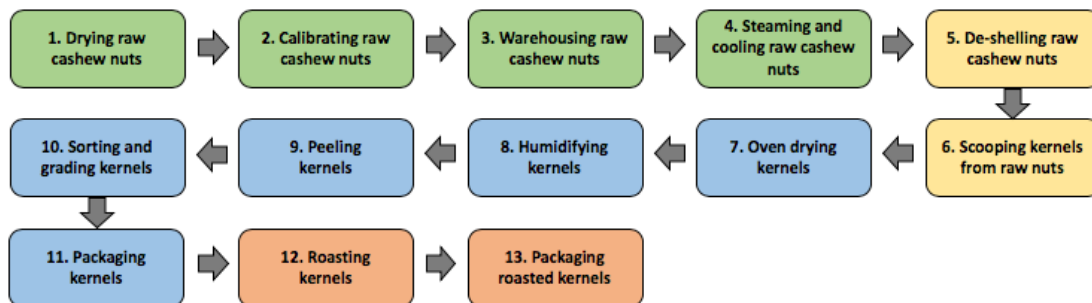 1. Drying raw
cashew nuts
2. Calibrating raw
cashew nuts
3. Warehousing raw
cashew nuts
4. Steaming and
cooling raw cashew
nuts
5. De-shelling raw
cashew nuts
6. Scooping kernels
from raw nuts
7. Oven drying
kernels
8. Humidifying
kernels
9. Peeling
kernels
10. Sorting and
grading kernels
11. Packaging
kernels
12. Roasting
kernels
13. Packaging
roasted kernels